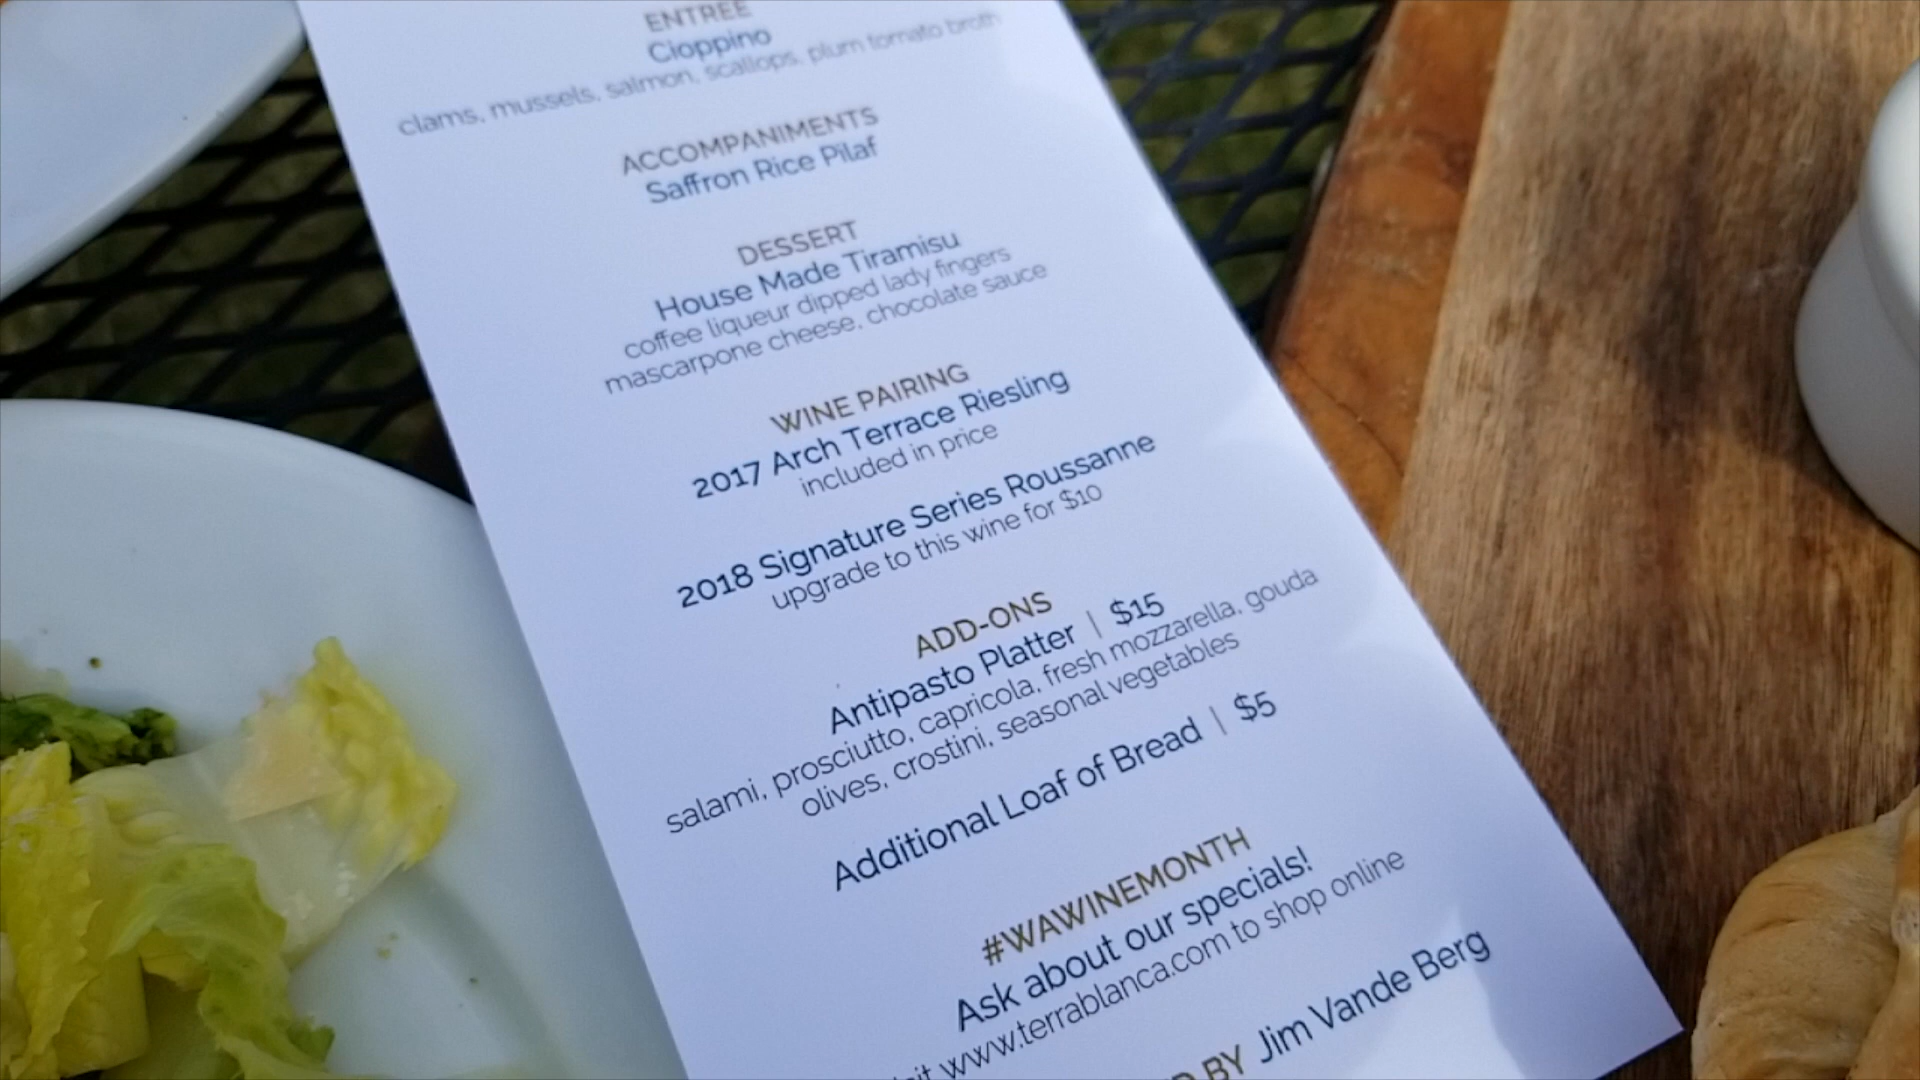 ENTREE
Cioppino
clams, mussels, salmon, scallops, plum tomato broth
ACCOMPANIMENTS
Saffron Rice Pilaf
DESSERT
House Made Tiramisu
coffee liqueur dipped lady fingers
mascarpone cheese, chocolate sauce
WINE PAIRING
2017 Arch Terrace Riesling
included in price
2018 Signature Series Roussanne
upgrade to this wine for $10
ADD-ONS
Antipasto Platter | $15
salami, prosciutto, capricola, fresh mozzarella, gouda
olives, crostini, seasonal vegetables
Additional Loaf of Bread | $5
#WAWINEMONTH
Ask about our specials!
www.terrablanca.com to shop online
BY Jim Vande Berg